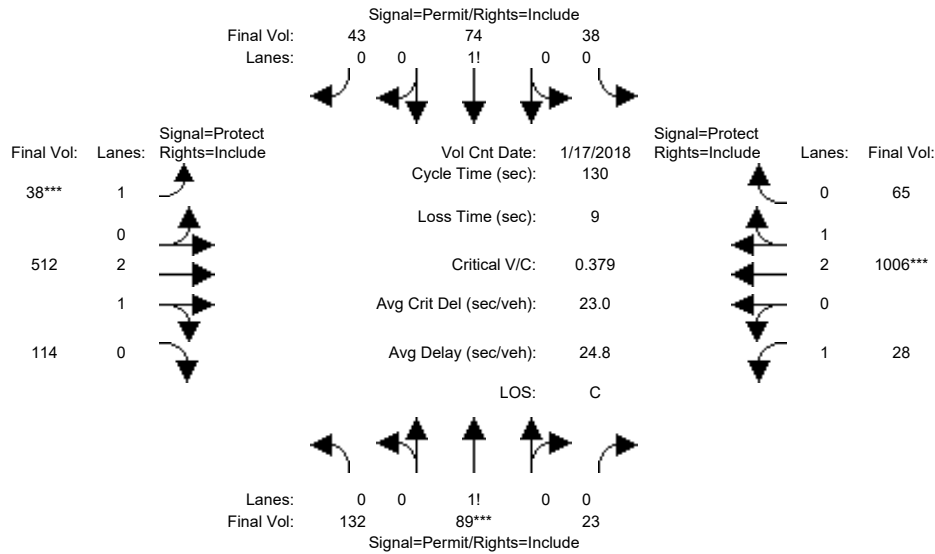 Signal=Permit/Rights=Include
Final Vol: 43 74 38
Lanes: 0 0 1! 0 0
Signal=Protect Signal=Protect
Final Vol: Lanes: Rights=Include Vol Cnt Date: 1/17/2018 Rights=Include Lanes: Final Vol:
Cycle Time (sec): 130
38*** 1 0 65
Loss Time (sec): 9
0 1
512 2 Critical V/C: 0.379 2 1006***
1 Avg Crit Del (sec/veh): 23.0 0
114 0 Avg Delay (sec/veh): 24.8 1 28
LOS: C
Lanes: 0 0 1! 0 0
Final Vol: 132 89*** 23
Signal=Permit/Rights=Include